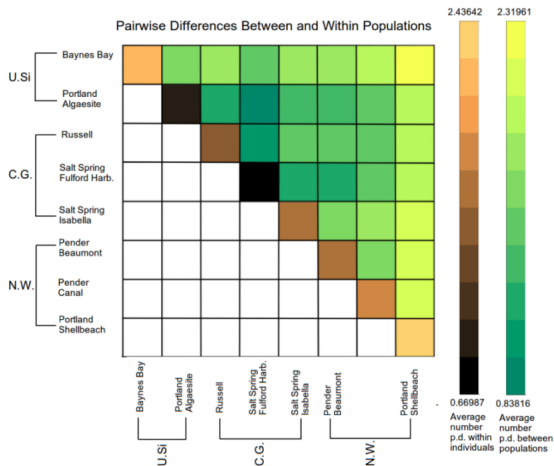 Pairwise Differences Between and Within Populations
2.43642
2.31961
U.Si
Baynes Bay
Portland
Algaesite
C.G.
Russell
Salt Spring
Fulford Harb.
Salt Spring
Isabella
N.W.
Pender
Beaumont
Pender
Canal
Portland
Shellbeach
Baynes Bay
Portland
Algaesite
Russell
Salt Spring
Fulford Harb.
Salt Spring
Isabella
Pender
Beaumont
Portland
Shellbeach
U.Si
C.G.
N.W.
0.66987
Average
number
p.d. within
individuals
0.83816
Average
number
p.d. between
populations